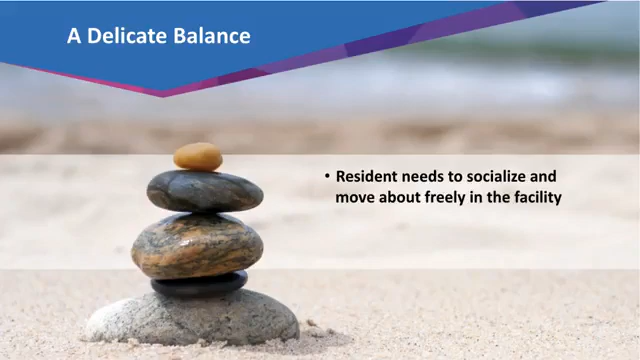 A Delicate Balance
• Resident needs to socialize and
move about freely in the facility